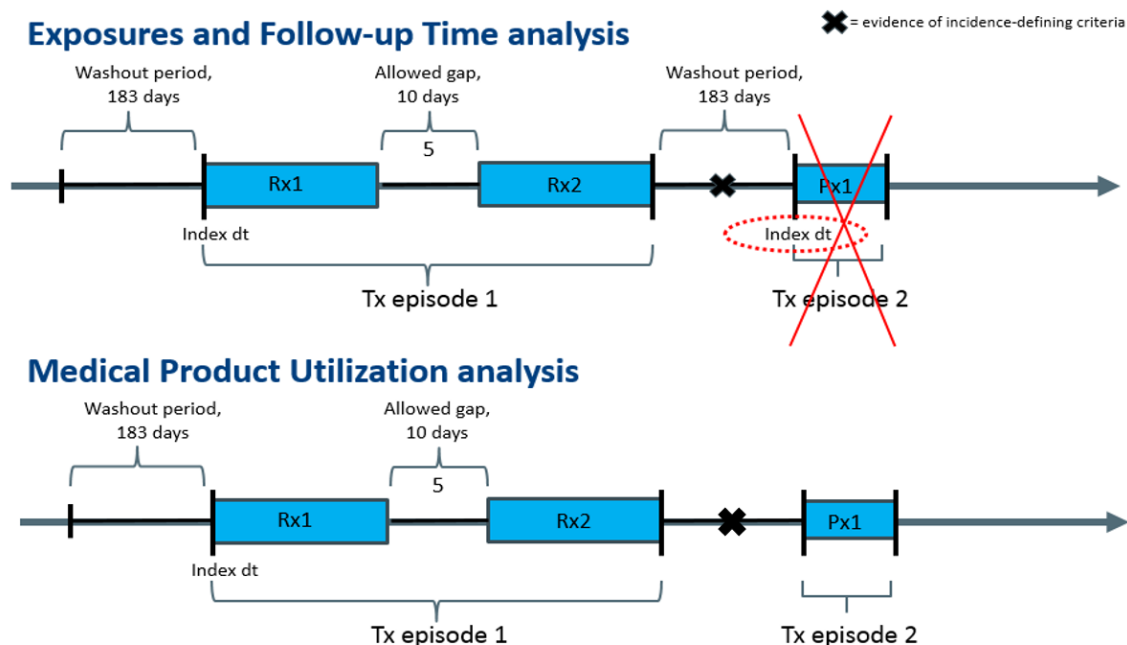 Exposures and Follow-up Time analysis
= evidence of incidence-defining criteria
Washout period,
183 days
Allowed gap,
10 days
5
Washout period,
183 days
Rx1
Rx2
Px1
Index dt
Index dt
Tx episode 1
Tx episode 2
Medical Product Utilization analysis
Washout period,
183 days
Allowed gap,
10 days
5
Rx1
Rx2
Px1
Index dt
Tx episode 1
Tx episode 2